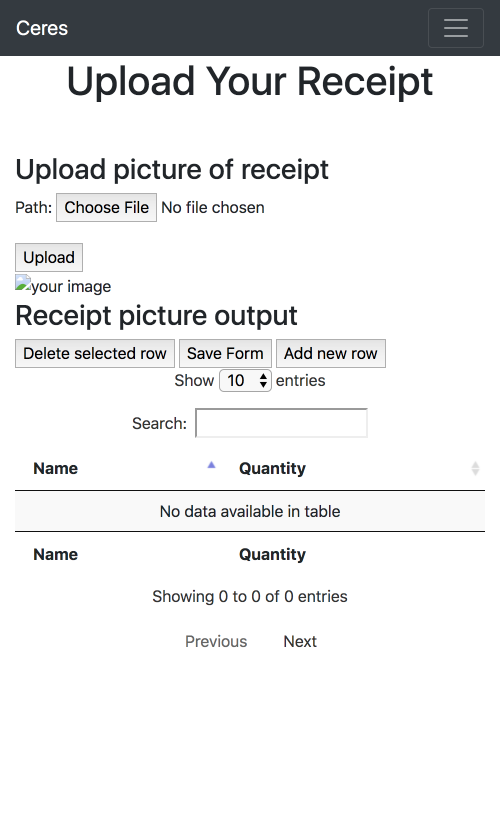 Ceres
Upload Your Receipt
Upload picture of receipt
Path: Choose File No file chosen
Upload
your image
Receipt picture output
Delete selected row Save Form Add new row
Show 10 entries
Search:
Name Quantity
No data available in table
Name Quantity
Showing 0 to 0 of 0 entries
Previous Next